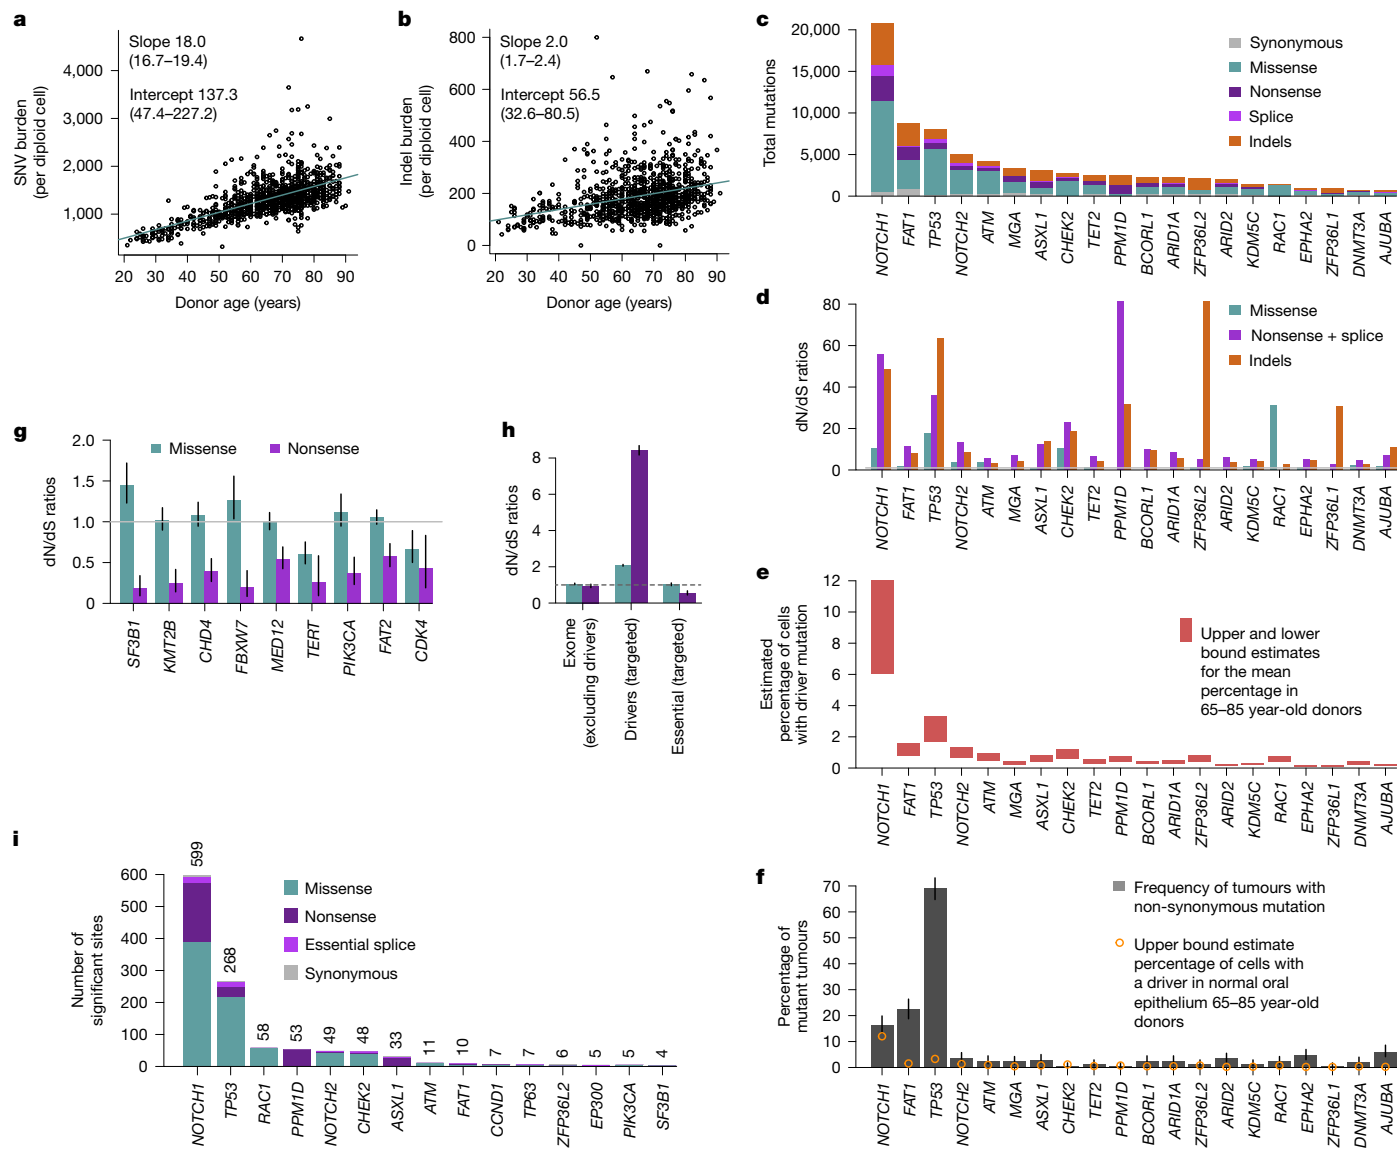 a
Slope 18.0
(16.7–19.4)
Intercept 137.3
(47.4–227.2)
SNV burden
(per diploid cell)
4,000
3,000
2,000
1,000
20 30 40 50 60 70 80 90
Donor age (years)
b
Slope 2.0
(1.7–2.4)
Intercept 56.5
(32.6–80.5)
Indel burden
(per diploid cell)
800
600
400
200
0
20 30 40 50 60 70 80 90
Donor age (years)
c
Total mutations
20,000
15,000
10,000
5,000
0
Synonymous
Missense
Nonsense
Splice
Indels
NOTCH1 FAT1 TP53 NOTCH2 ATM MGA ASXL1 CHEK2 TET2 PPM1D BCORL1 ARID1A ZFP36L2 ARID2 KDM5C RAC1 EPHA2 ZFP36L1 DNMT3A AJUBA
d
dN/dS ratios
80
60
40
20
0
Missense
Nonsense + splice
Indels
NOTCH1 FAT1 TP53 NOTCH2 ATM MGA ASXL1 CHEK2 TET2 PPM1D BCORL1 ARID1A ZFP36L2 ARID2 KDM5C RAC1 EPHA2 ZFP36L1 DNMT3A AJUBA
g
dN/dS ratios
2.0
1.5
1.0
0.5
0
Missense
Nonsense
SF3B1 KMT2B CHD4 FBXW7 MED12 TERT PIK3CA FAT2 CDK4
h
dN/dS ratios
8
6
4
2
0
Exome
(excluding drivers)
Drivers (targeted)
Essential (targeted)
e
Estimated
percentage of cells
with driver mutation
12
10
8
6
4
2
0
Upper and lower
bound estimates
for the mean
percentage in
65–85 year-old donors
NOTCH1 FAT1 TP53 NOTCH2 ATM MGA ASXL1 CHEK2 TET2 PPM1D BCORL1 ARID1A ZFP36L2 ARID2 KDM5C RAC1 EPHA2 ZFP36L1 DNMT3A AJUBA
i
Number of
significant sites
600
500
400
300
200
100
0
599 268 58 53 49 48 33 11 10 7 7 6 5 5 4
Missense
Nonsense
Essential splice
Synonymous
NOTCH1 TP53 RAC1 PPM1D NOTCH2 CHEK2 ASXL1 ATM FAT1 CCND1 TP63 ZFP36L2 EP300 PIK3CA SF3B1
f
Percentage of
mutant tumours
70
60
50
40
30
20
10
0
Frequency of tumours with
non-synonymous mutation
Upper bound estimate
percentage of cells with
a driver in normal oral
epithelium 65–85 year-old
donors
NOTCH1 FAT1 TP53 NOTCH2 ATM MGA ASXL1 CHEK2 TET2 PPM1D BCORL1 ARID1A ZFP36L2 ARID2 KDM5C RAC1 EPHA2 ZFP36L1 DNMT3A AJUBA